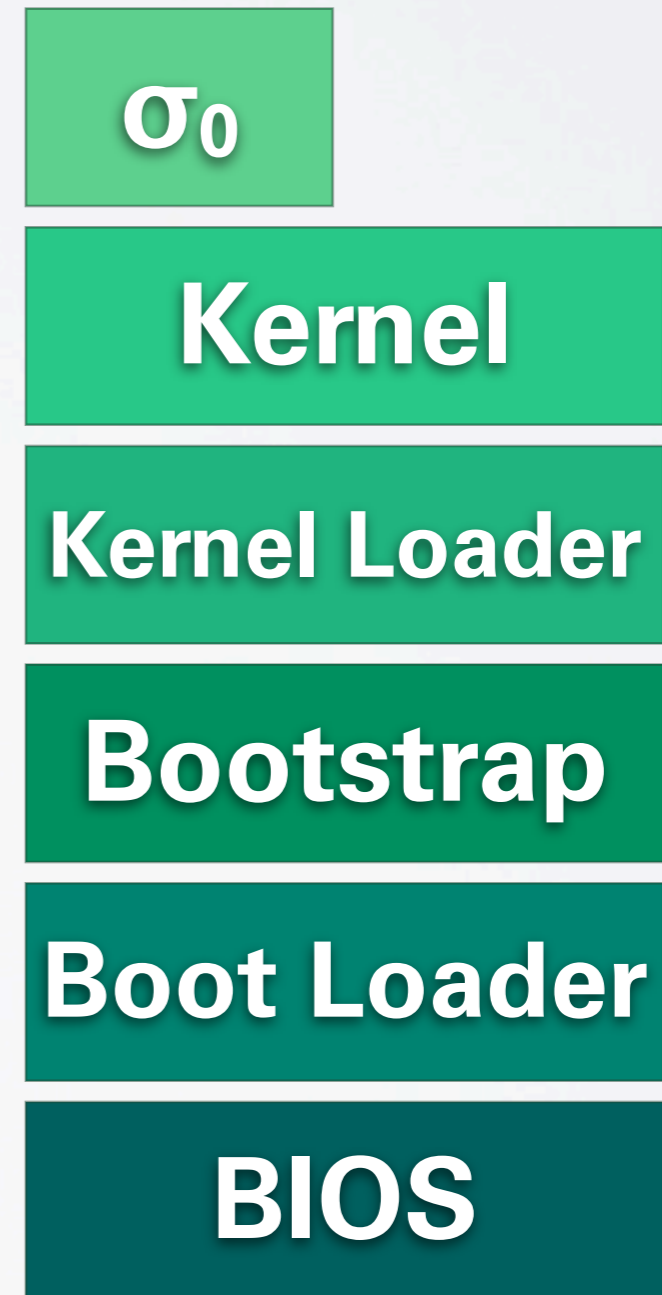 σ₀
Kernel
Kernel Loader
Bootstrap
Boot Loader
BIOS